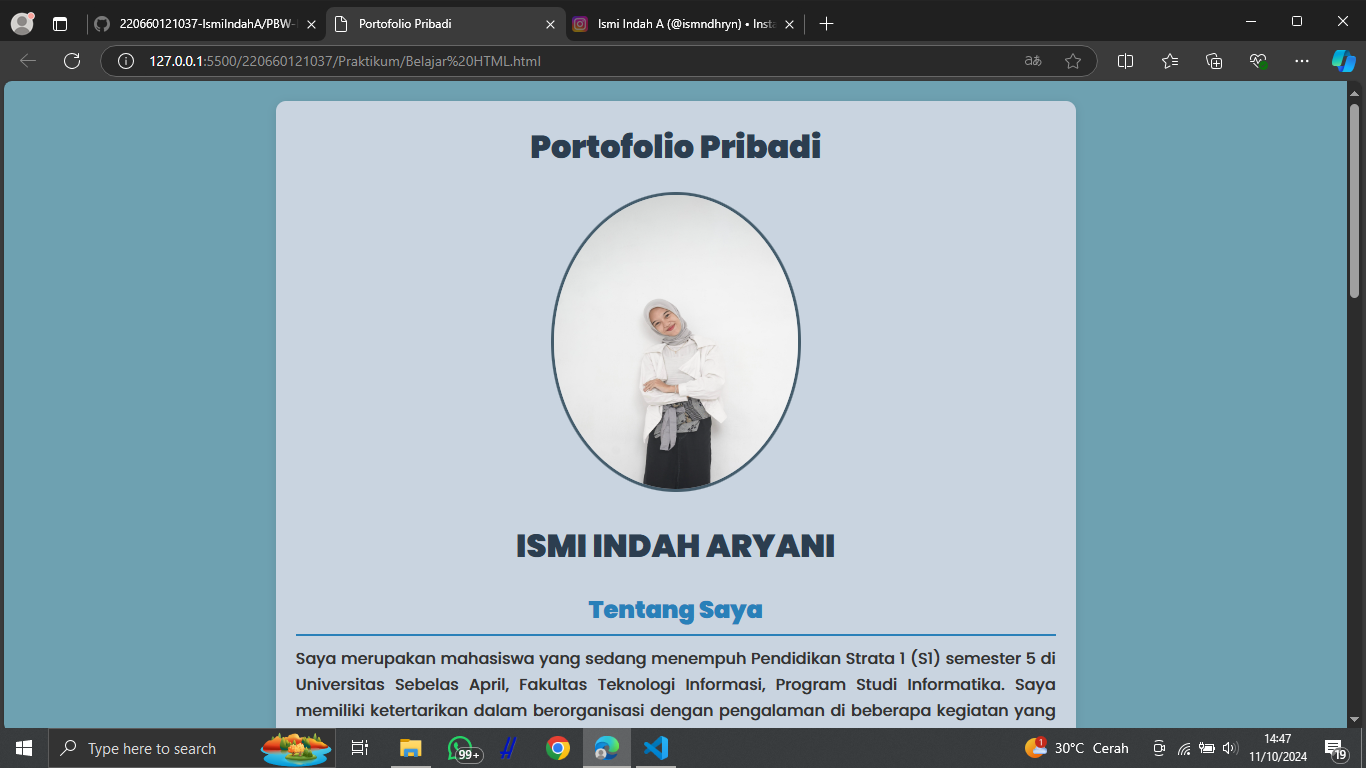 220660121037-IsmiIndahA/PBW-
Portofolio Pribadi
Ismi Indah A (@ismndhryn) • Inst
127.0.0.1:5500/220660121037/Praktikum/Belajar%20HTML.html
Portofolio Pribadi
ISMI INDAH ARYANI
Tentang Saya
Saya merupakan mahasiswa yang sedang menempuh Pendidikan Strata 1 (S1) semester 5 di
Universitas Sebelas April, Fakultas Teknologi Informasi, Program Studi Informatika. Saya
memiliki ketertarikan dalam berorganisasi dengan pengalaman di beberapa kegiatan yang
Type here to search
99+
1
30°C Cerah
14:47
11/10/2024
19